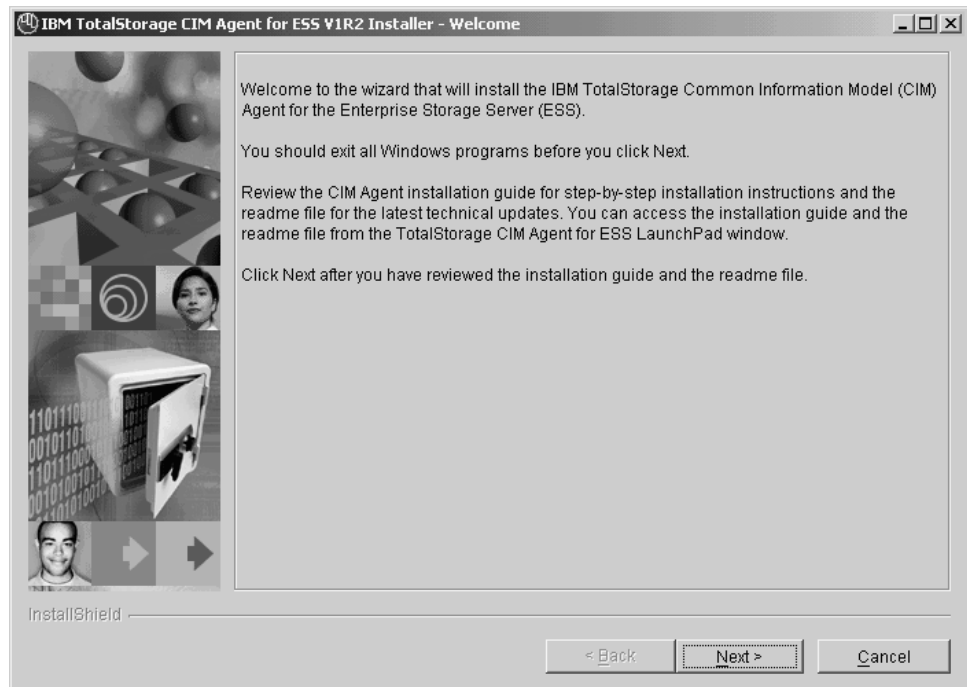 IBM TotalStorage CIM Agent for ESS V1R2 Installer - Welcome
Welcome to the wizard that will install the IBM TotalStorage Common Information Model (CIM)
Agent for the Enterprise Storage Server (ESS).
You should exit all Windows programs before you click Next.
Review the CIM Agent installation guide for step-by-step installation instructions and the
readme file for the latest technical updates. You can access the installation guide and the
readme file from the TotalStorage CIM Agent for ESS LaunchPad window.
Click Next after you have reviewed the installation guide and the readme file.
InstallShield
< Back
Next >
Cancel